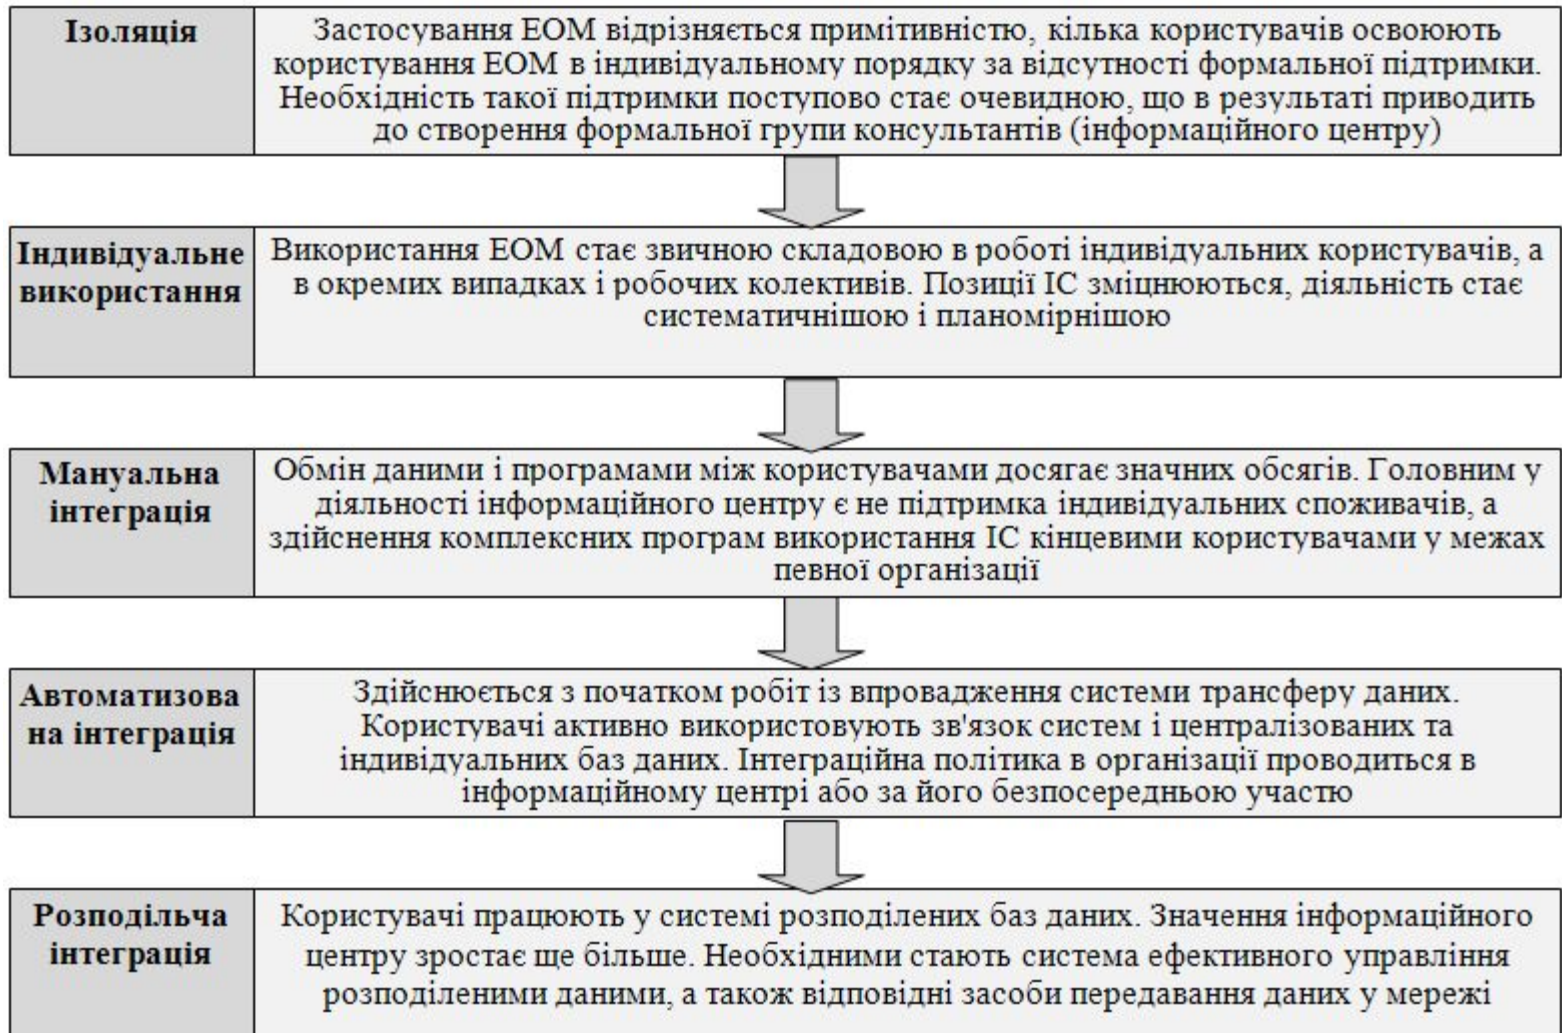 Ізоляція
Застосування ЕОМ відрізняється примітивністю, кілька користувачів освоюють
користування ЕОМ в індивідуальному порядку за відсутності формальної підтримки.
Необхідність такої підтримки поступово стає очевидною, що в результаті приводить
до створення формальної групи консультантів (інформаційного центру)
Індивідуальне
використання
Використання ЕОМ стає звичною складовою в роботі індивідуальних користувачів, а
в окремих випадках і робочих колективів. Позиції ІС зміцнюються, діяльність стає
систематичнішою і планомірнішою
Мануальна
інтеграція
Обмін даними і програмами між користувачами досягає значних обсягів. Головним у
діяльності інформаційного центру є не підтримка індивідуальних споживачів, а
здійснення комплексних програм використання ІС кінцевими користувачами у межах
певної організації
Автоматизова
на інтеграція
Здійснюється з початком робіт із впровадження системи трансферу даних.
Користувачі активно використовують зв'язок систем і централізованих та
індивідуальних баз даних. Інтеграційна політика в організації проводиться в
інформаційному центрі або за його безпосередньою участю
Розподільча
інтеграція
Користувачі працюють у системі розподілених баз даних. Значення інформаційного
центру зростає ще більше. Необхідними стають система ефективного управління
розподіленими даними, а також відповідні засоби передавання даних у мережі